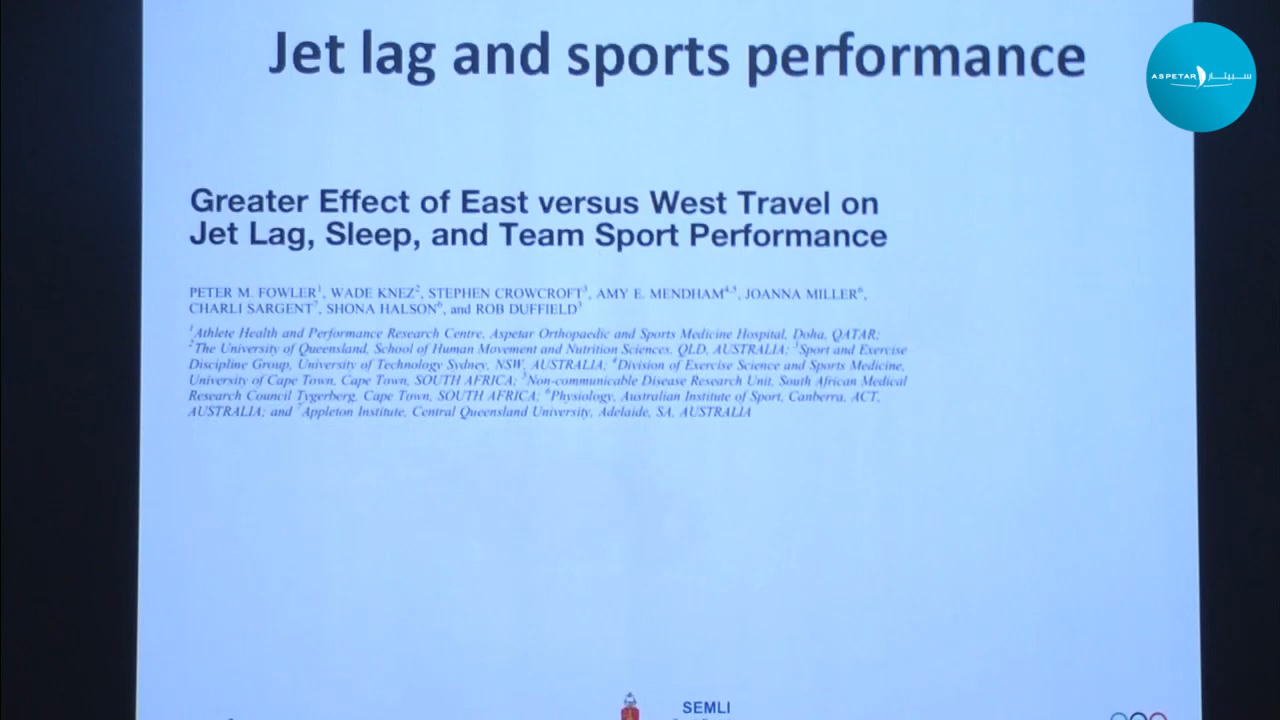 Jet lag and sports performance
ASPETAR سبيتار
Greater Effect of East versus West Travel on
Jet Lag, Sleep, and Team Sport Performance
PETER M. FOWLER1, WADE KNEZ2, STEPHEN CROWCROFT3, AMY E. MENDHAM4,5, JOANNA MILLER6,
CHARLI SARGENT7, SHONA HALSON6, and ROB DUFFIELD3
1Athlete Health and Performance Research Centre, Aspetar Orthopaedic and Sports Medicine Hospital, Doha, QATAR;
2The University of Queensland, School of Human Movement and Nutrition Sciences, QLD, AUSTRALIA; 3Sport and Exercise
Discipline Group, University of Technology Sydney, NSW, AUSTRALIA; 4Division of Exercise Science and Sports Medicine,
University of Cape Town, Cape Town, SOUTH AFRICA; 5Non-communicable Disease Research Unit, South African Medical
Research Council Tygerberg, Cape Town, SOUTH AFRICA; 6Physiology, Australian Institute of Sport, Canberra, ACT,
AUSTRALIA; and 7Appleton Institute, Central Queensland University, Adelaide, SA, AUSTRALIA
SEMLI